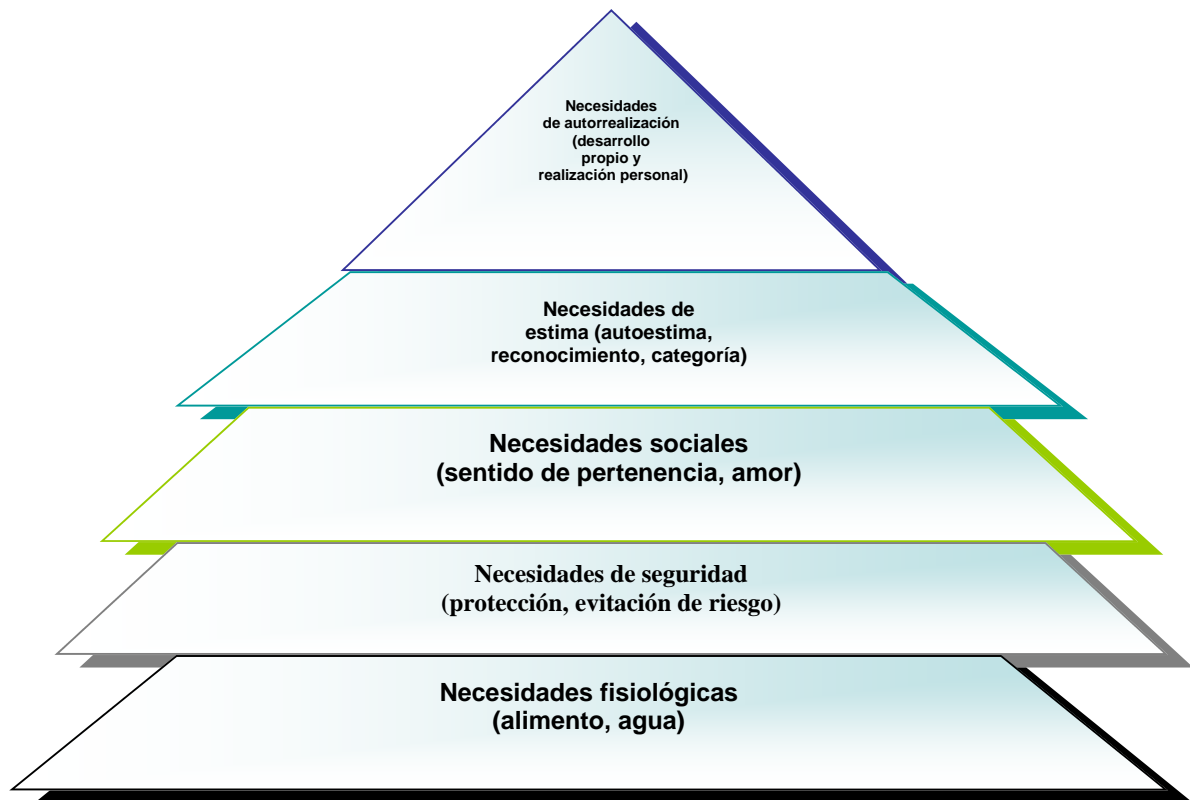 Necesidades
de autorrealización
(desarrollo
propio y
realización personal)
Necesidades de
estima (autoestima,
reconocimiento, categoría)
Necesidades sociales
(sentido de pertenencia, amor)
Necesidades de seguridad
(protección, evitación de riesgo)
Necesidades fisiológicas
(alimento, agua)